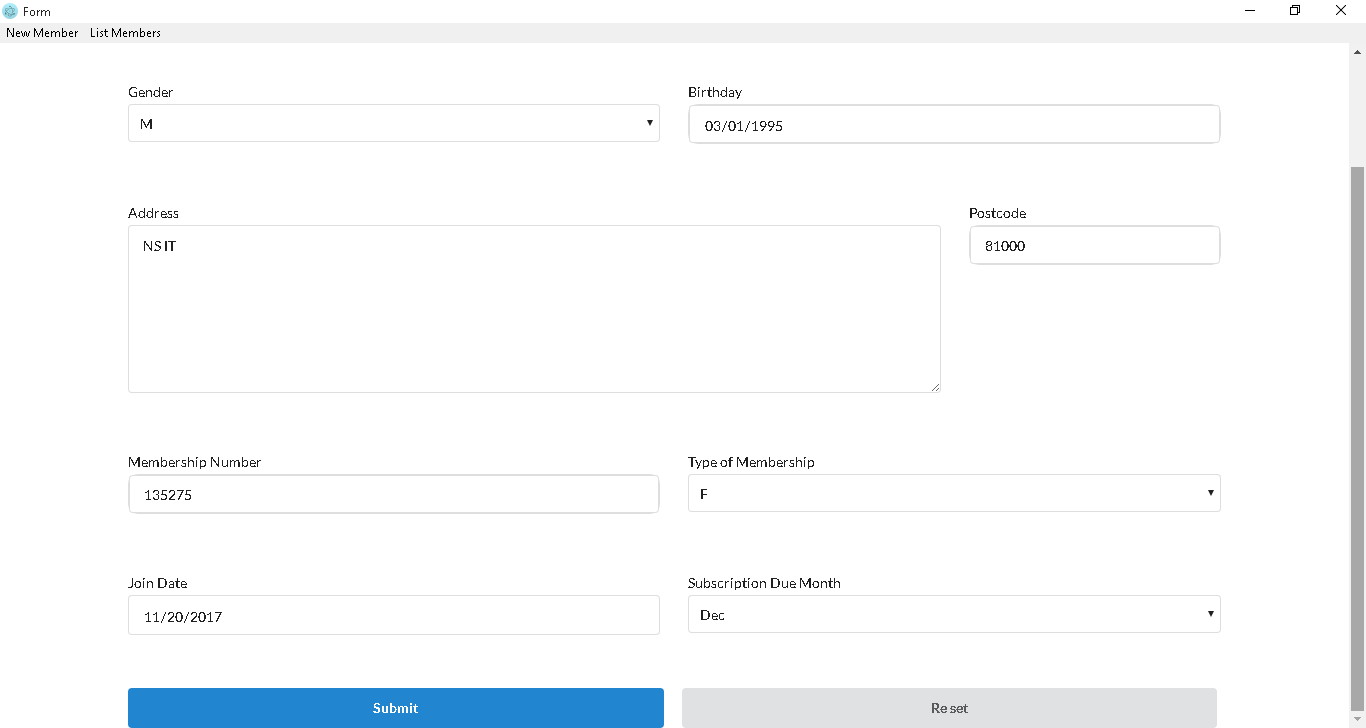 Form
New Member List Members
Gender Birthday
M 03/01/1995
Address Postcode
NS IT 81000
Membership Number Type of Membership
135275 F
Join Date Subscription Due Month
11/20/2017 Dec
Submit Reset